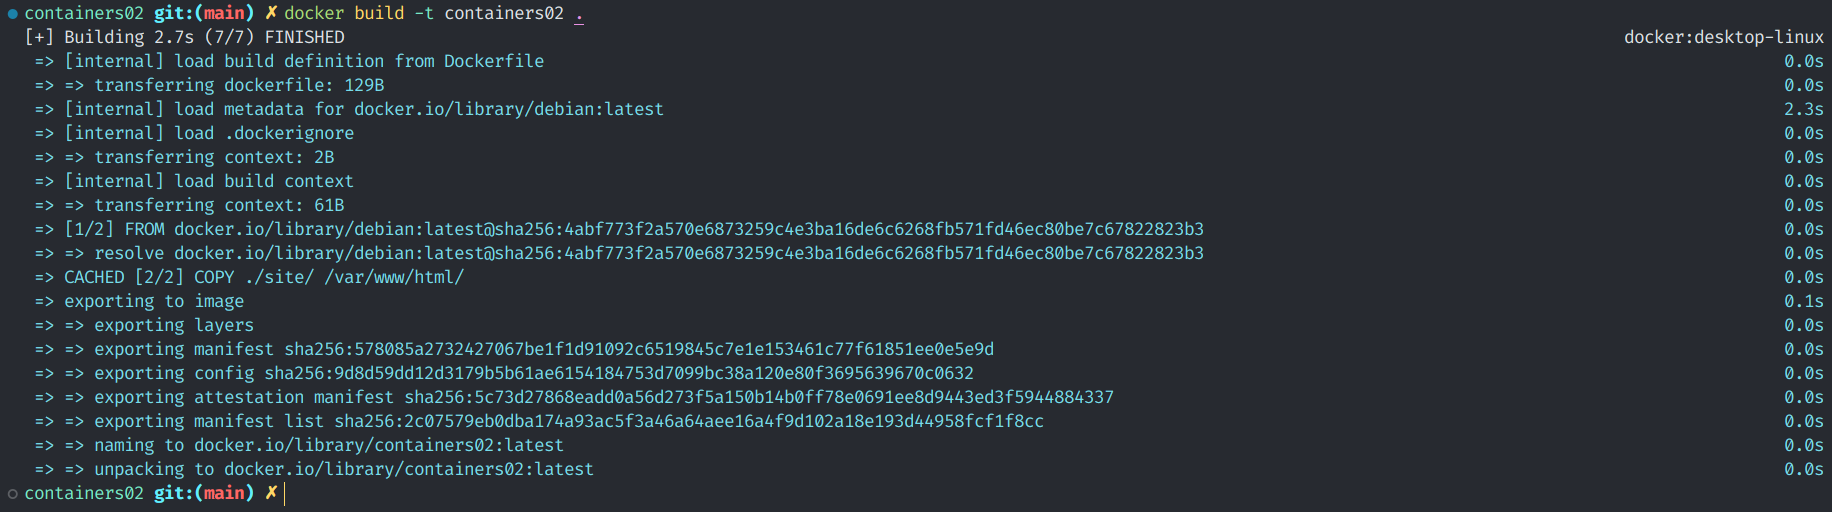 containers02 git:(main) ✗ docker build -t containers02 .
[+] Building 2.7s (7/7) FINISHED docker:desktop-linux
=> [internal] load build definition from Dockerfile 0.0s
=> => transferring dockerfile: 129B 0.0s
=> [internal] load metadata for docker.io/library/debian:latest 2.3s
=> [internal] load .dockerignore 0.0s
=> => transferring context: 2B 0.0s
=> [internal] load build context 0.0s
=> => transferring context: 61B 0.0s
=> [1/2] FROM docker.io/library/debian:latest@sha256:4abf773f2a570e6873259c4e3ba16de6c6268fb571fd46ec80be7c67822823b3 0.0s
=> => resolve docker.io/library/debian:latest@sha256:4abf773f2a570e6873259c4e3ba16de6c6268fb571fd46ec80be7c67822823b3 0.0s
=> CACHED [2/2] COPY ./site/ /var/www/html/ 0.0s
=> exporting to image 0.1s
=> => exporting layers 0.0s
=> => exporting manifest sha256:578085a2732427067be1f1d91092c6519845c7e1e153461c77f61851ee0e5e9d 0.0s
=> => exporting config sha256:9d8d59dd12d3179b5b61ae6154184753d7099bc38a120e80f3695639670c0632 0.0s
=> => exporting attestation manifest sha256:5c73d27868eadd0a56d273f5a150b14b0ff78e0691ee8d9443ed3f5944884337 0.0s
=> => exporting manifest list sha256:2c07579eb0dba174a93ac5f3a46a64aee16a4f9d102a18e193d44958fcf1f8cc 0.0s
=> => naming to docker.io/library/containers02:latest 0.0s
=> => unpacking to docker.io/library/containers02:latest 0.0s
containers02 git:(main) ✗